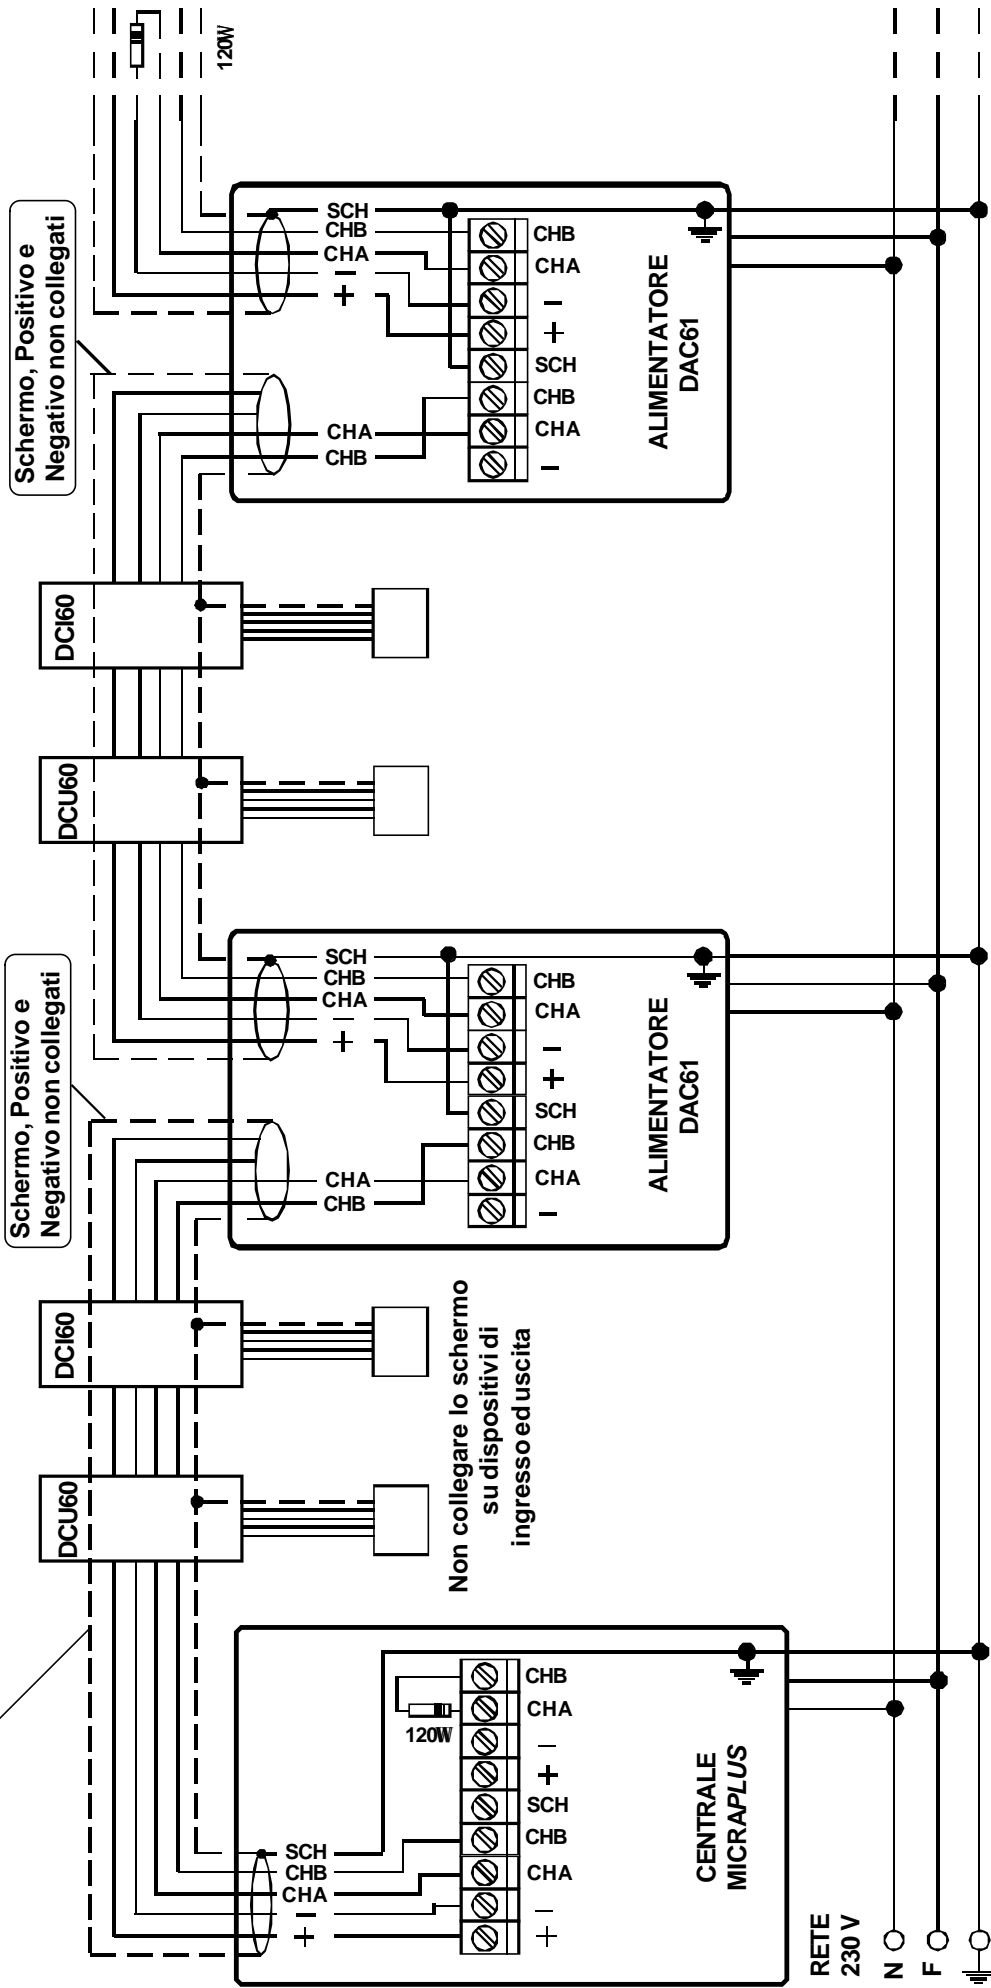 120W
Schermo, Positivo e
Negativo non collegati
SCH
CHB
CHA
−
+
CHB
CHA
−
+
SCH
CHB
CHA
−
CHA
CHB
ALIMENTATORE
DAC61
DCI60
DCU60
Schermo, Positivo e
Negativo non collegati
SCH
CHB
CHA
−
+
CHB
CHA
−
+
SCH
CHB
CHA
−
CHA
CHB
ALIMENTATORE
DAC61
DCI60
DCU60
Non collegare lo schermo
su dispositivi di
ingresso ed uscita
120W
CHB
CHA
−
+
SCH
CHB
CHA
−
+
SCH
CHB
CHA
−
+
CENTRALE
MICRAPLUS
RETE
230 V
N
F